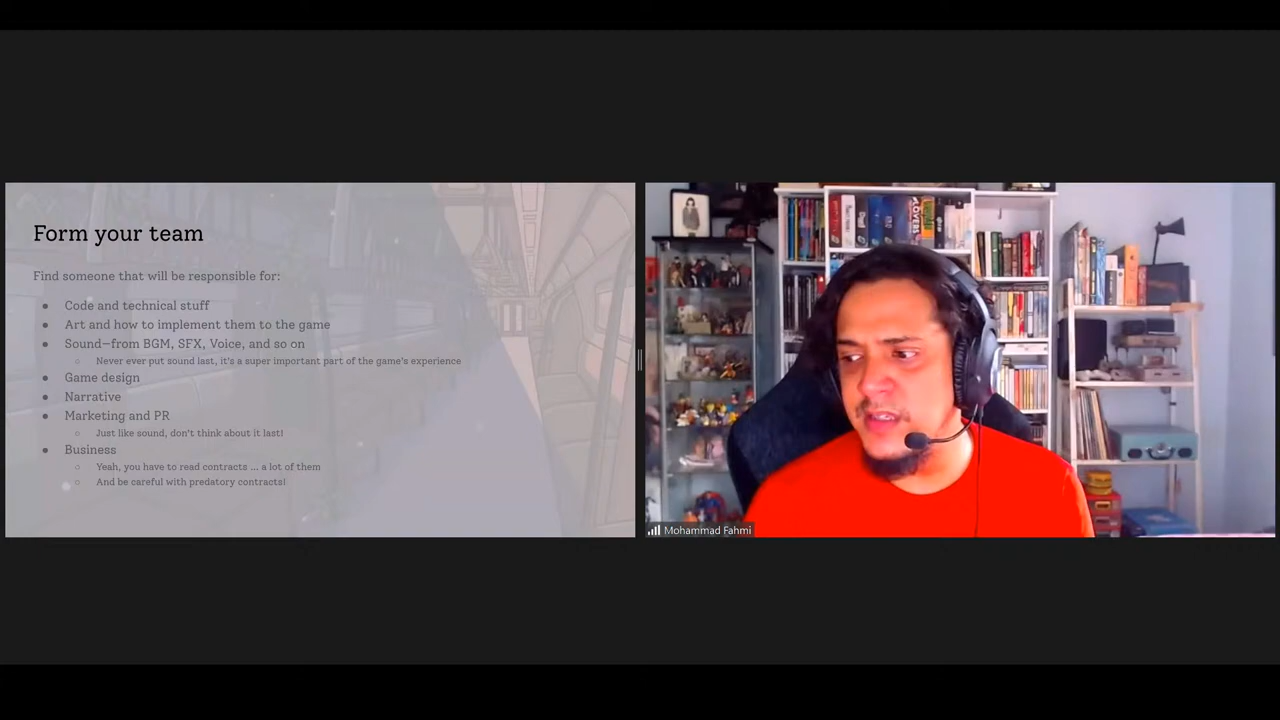 Form your team
Find someone that will be responsible for:
● Code and technical stuff
● Art and how to implement them to the game
● Sound—from BGM, SFX, Voice, and so on
○ Never ever put sound last, it's a super important part of the game's experience
● Game design
● Narrative
● Marketing and PR
○ Just like sound, don't think about it last!
● Business
○ Yeah, you have to read contracts ... a lot of them
○ And be careful with predatory contracts!
Mohammad Fahmi